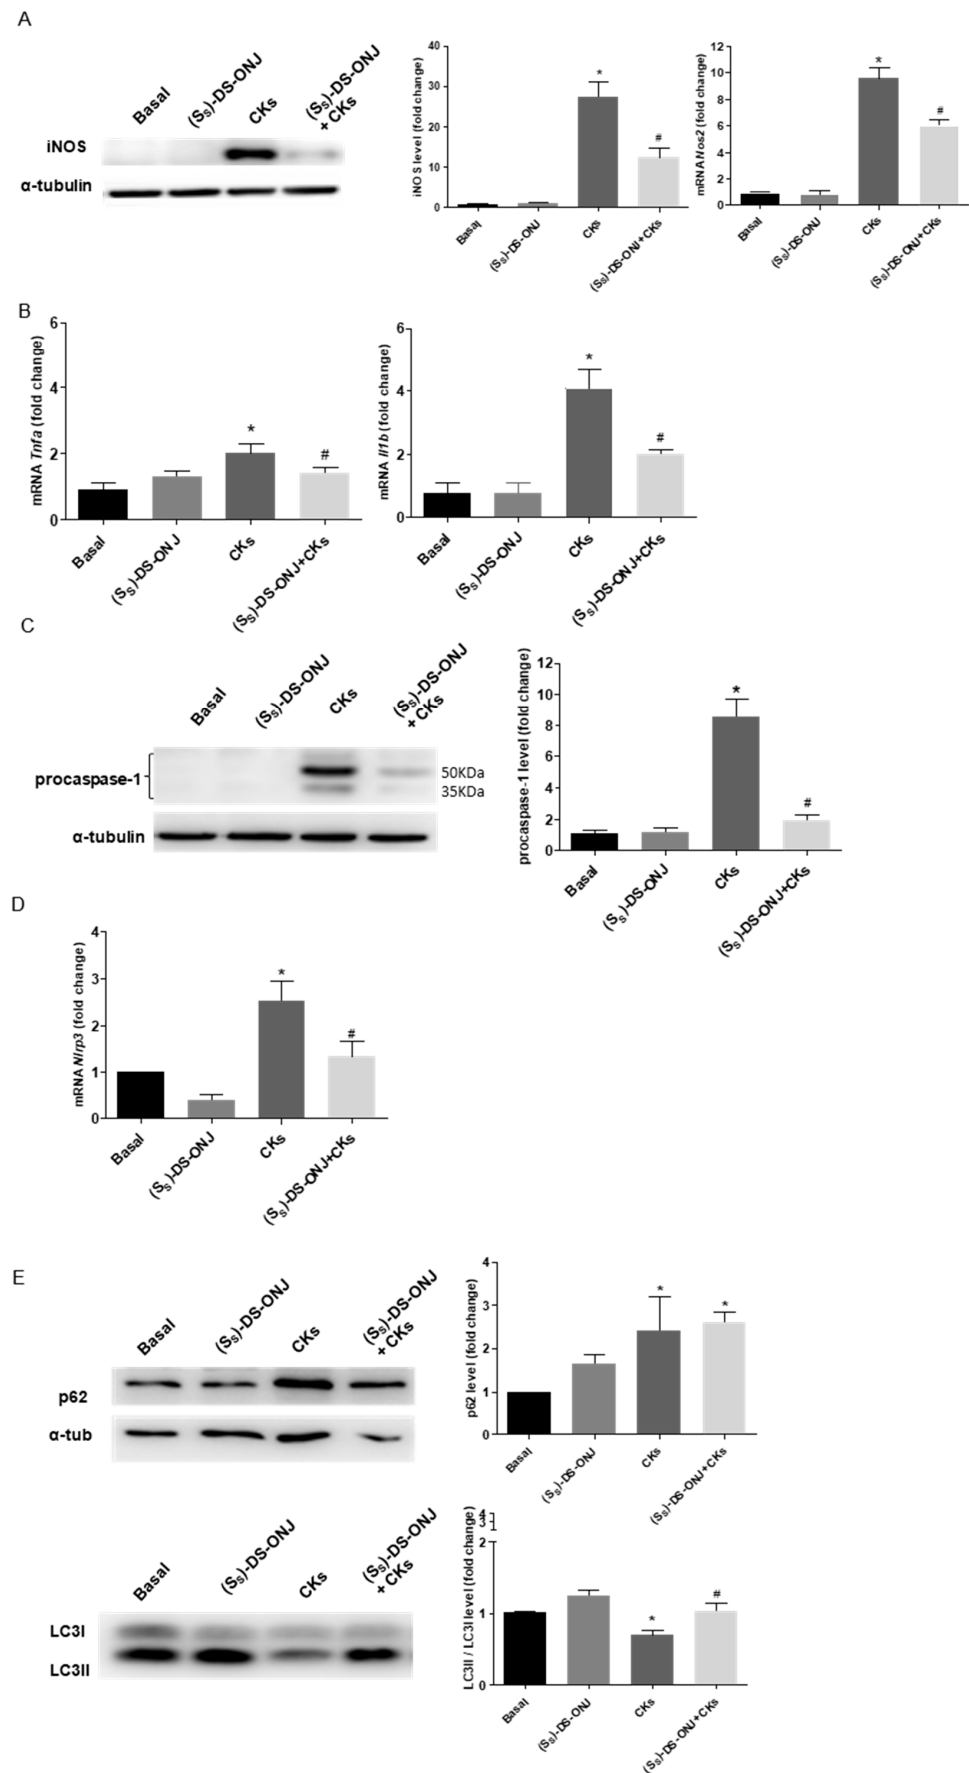 A
Basal
(SS)-DS-ONJ
CKs
(SS)-DS-ONJ
+ CKs
iNOS
α-tubulin
iNOS level (fold change)
40
30
20
10
0
*
#
Basal
(SS)-DS-ONJ
CKs
(SS)-DS-ONJ+CKs
mRNA Nos2 (fold change)
12
10
8
6
4
2
0
*
#
Basal
(SS)-DS-ONJ
CKs
(SS)-DS-ONJ+CKs
B
mRNA Tnfa (fold change)
6
4
2
0
*
#
Basal
(SS)-DS-ONJ
CKs
(SS)-DS-ONJ+CKs
mRNA Il1b (fold change)
6
4
2
0
*
#
Basal
(SS)-DS-ONJ
CKs
(SS)-DS-ONJ+CKs
C
Basal
(SS)-DS-ONJ
CKs
(SS)-DS-ONJ
+ CKs
procaspase-1
50KDa
35KDa
α-tubulin
procaspase-1 level (fold change)
12
10
8
6
4
2
0
*
#
Basal
(SS)-DS-ONJ
CKs
(SS)-DS-ONJ+CKs
D
mRNA Nlrp3 (fold change)
4
3
2
1
0
*
#
Basal
(SS)-DS-ONJ
CKs
(SS)-DS-ONJ+CKs
E
Basal
(SS)-DS-ONJ
CKs
(SS)-DS-ONJ
+ CKs
p62
α-tub
p62 level (fold change)
4
3
2
1
0
*
*
Basal
(SS)-DS-ONJ
CKs
(SS)-DS-ONJ+CKs
Basal
(SS)-DS-ONJ
CKs
(SS)-DS-ONJ
+ CKs
LC3I
LC3II
LC3II / LC3I level (fold change)
4
3
2
1
0
*
#
Basal
(SS)-DS-ONJ
CKs
(SS)-DS-ONJ+CKs